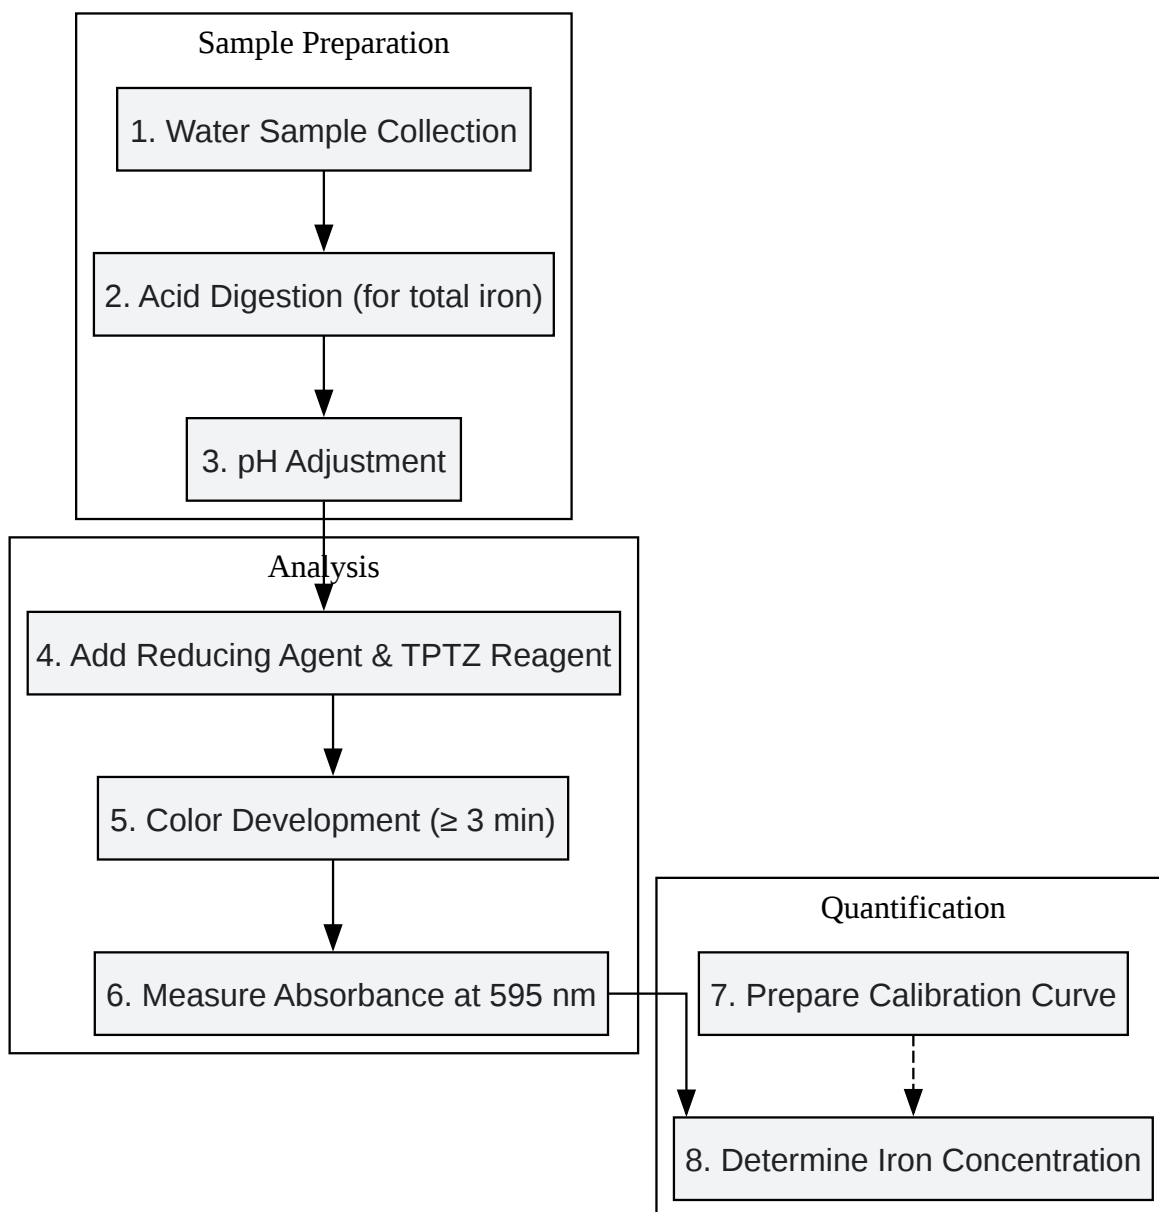 Sample Preparation
1. Water Sample Collection
2. Acid Digestion (for total iron)
3. pH Adjustment
Analysis
4. Add Reducing Agent & TPTZ Reagent
5. Color Development (≥ 3 min)
6. Measure Absorbance at 595 nm
Quantification
7. Prepare Calibration Curve
8. Determine Iron Concentration